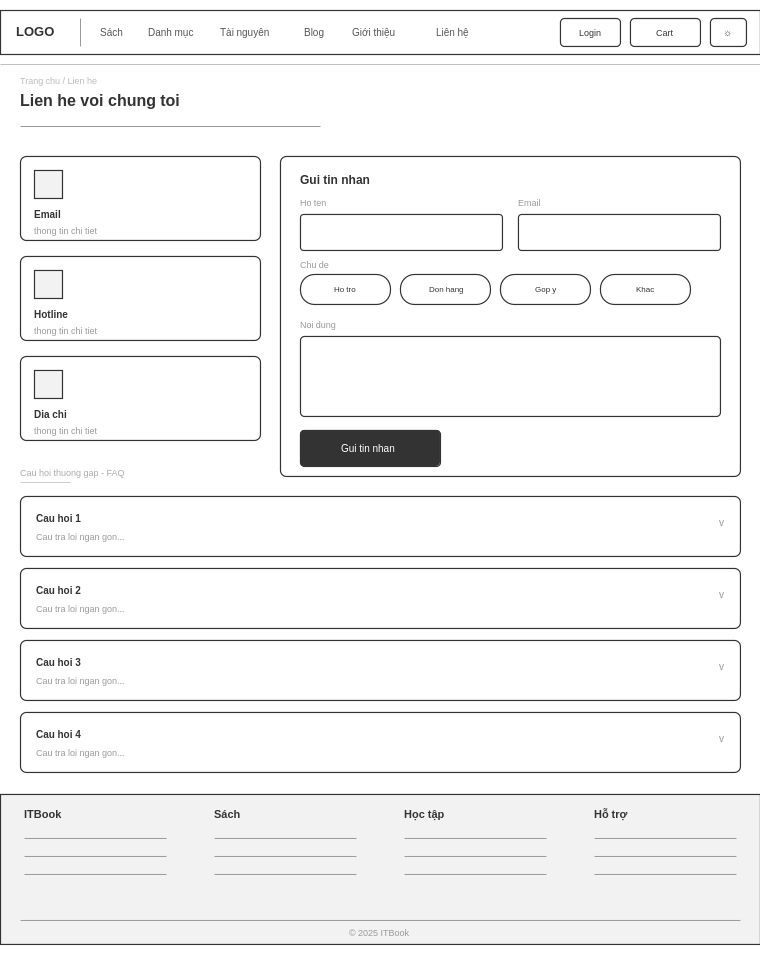 LOGO Sách Danh mục Tài nguyên Blog Giới thiệu Liên hệ Login Cart ☼
Trang chu / Lien he
Lien he voi chung toi
Email
thong tin chi tiet
Hotline
thong tin chi tiet
Dia chi
thong tin chi tiet
Gui tin nhan
Ho ten Email
Chu de
Ho tro Don hang Gop y Khac
Noi dung
Gui tin nhan
Cau hoi thuong gap - FAQ
Cau hoi 1 v
Cau tra loi ngan gon...
Cau hoi 2 v
Cau tra loi ngan gon...
Cau hoi 3 v
Cau tra loi ngan gon...
Cau hoi 4 v
Cau tra loi ngan gon...
ITBook Sách Học tập Hỗ trợ
© 2025 ITBook